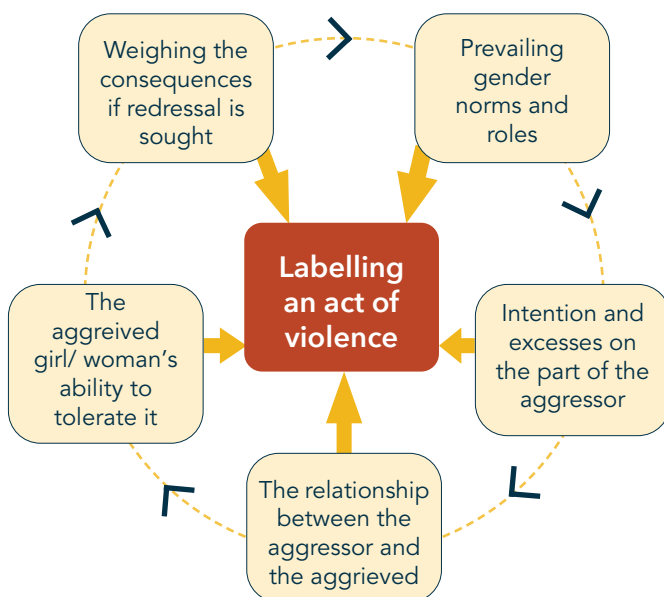 Weighing the
consequences
if redressal is
sought
Prevailing
gender
norms and
roles
Labelling
an act of
violence
The
aggreived
girl/ woman's
ability to
tolerate it
Intention and
excesses on
the part of the
aggressor
The relationship
between the
aggressor and
the aggrieved